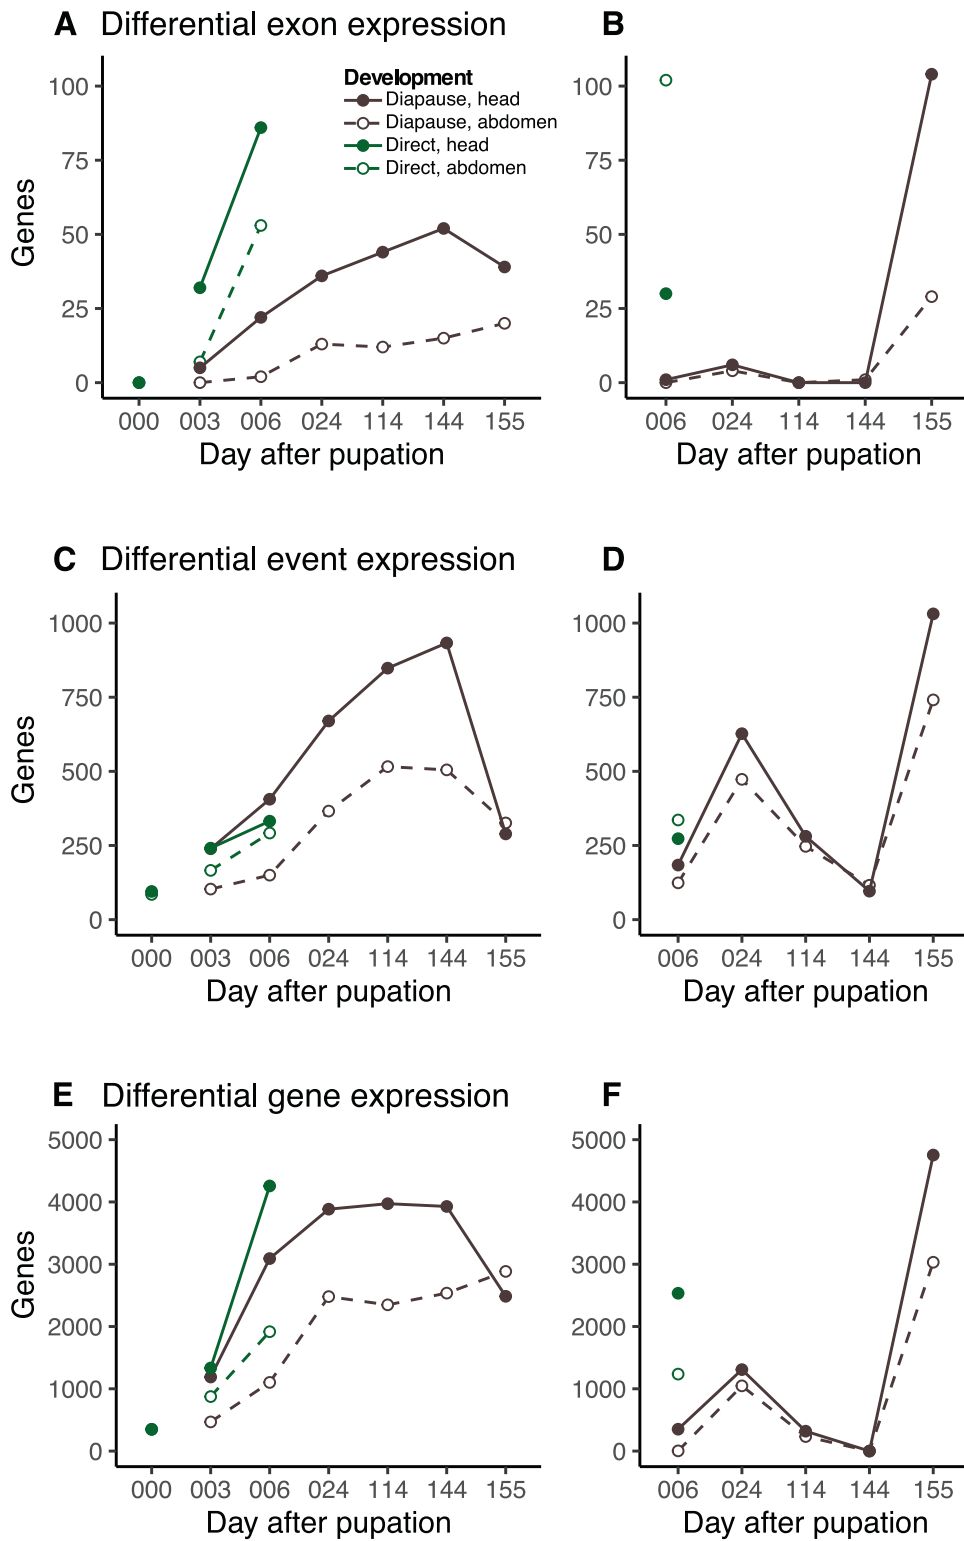 A Differential exon expression
B
Development
Diapause, head
Diapause, abdomen
Direct, head
Direct, abdomen
Genes
100
75
50
25
0
000 003 006 024 114 144 155
Day after pupation
100
75
50
25
0
006 024 114 144 155
Day after pupation
C Differential event expression
D
Genes
1000
750
500
250
0
000 003 006 024 114 144 155
Day after pupation
1000
750
500
250
0
006 024 114 144 155
Day after pupation
E Differential gene expression
F
Genes
5000
4000
3000
2000
1000
0
000 003 006 024 114 144 155
Day after pupation
5000
4000
3000
2000
1000
0
006 024 114 144 155
Day after pupation